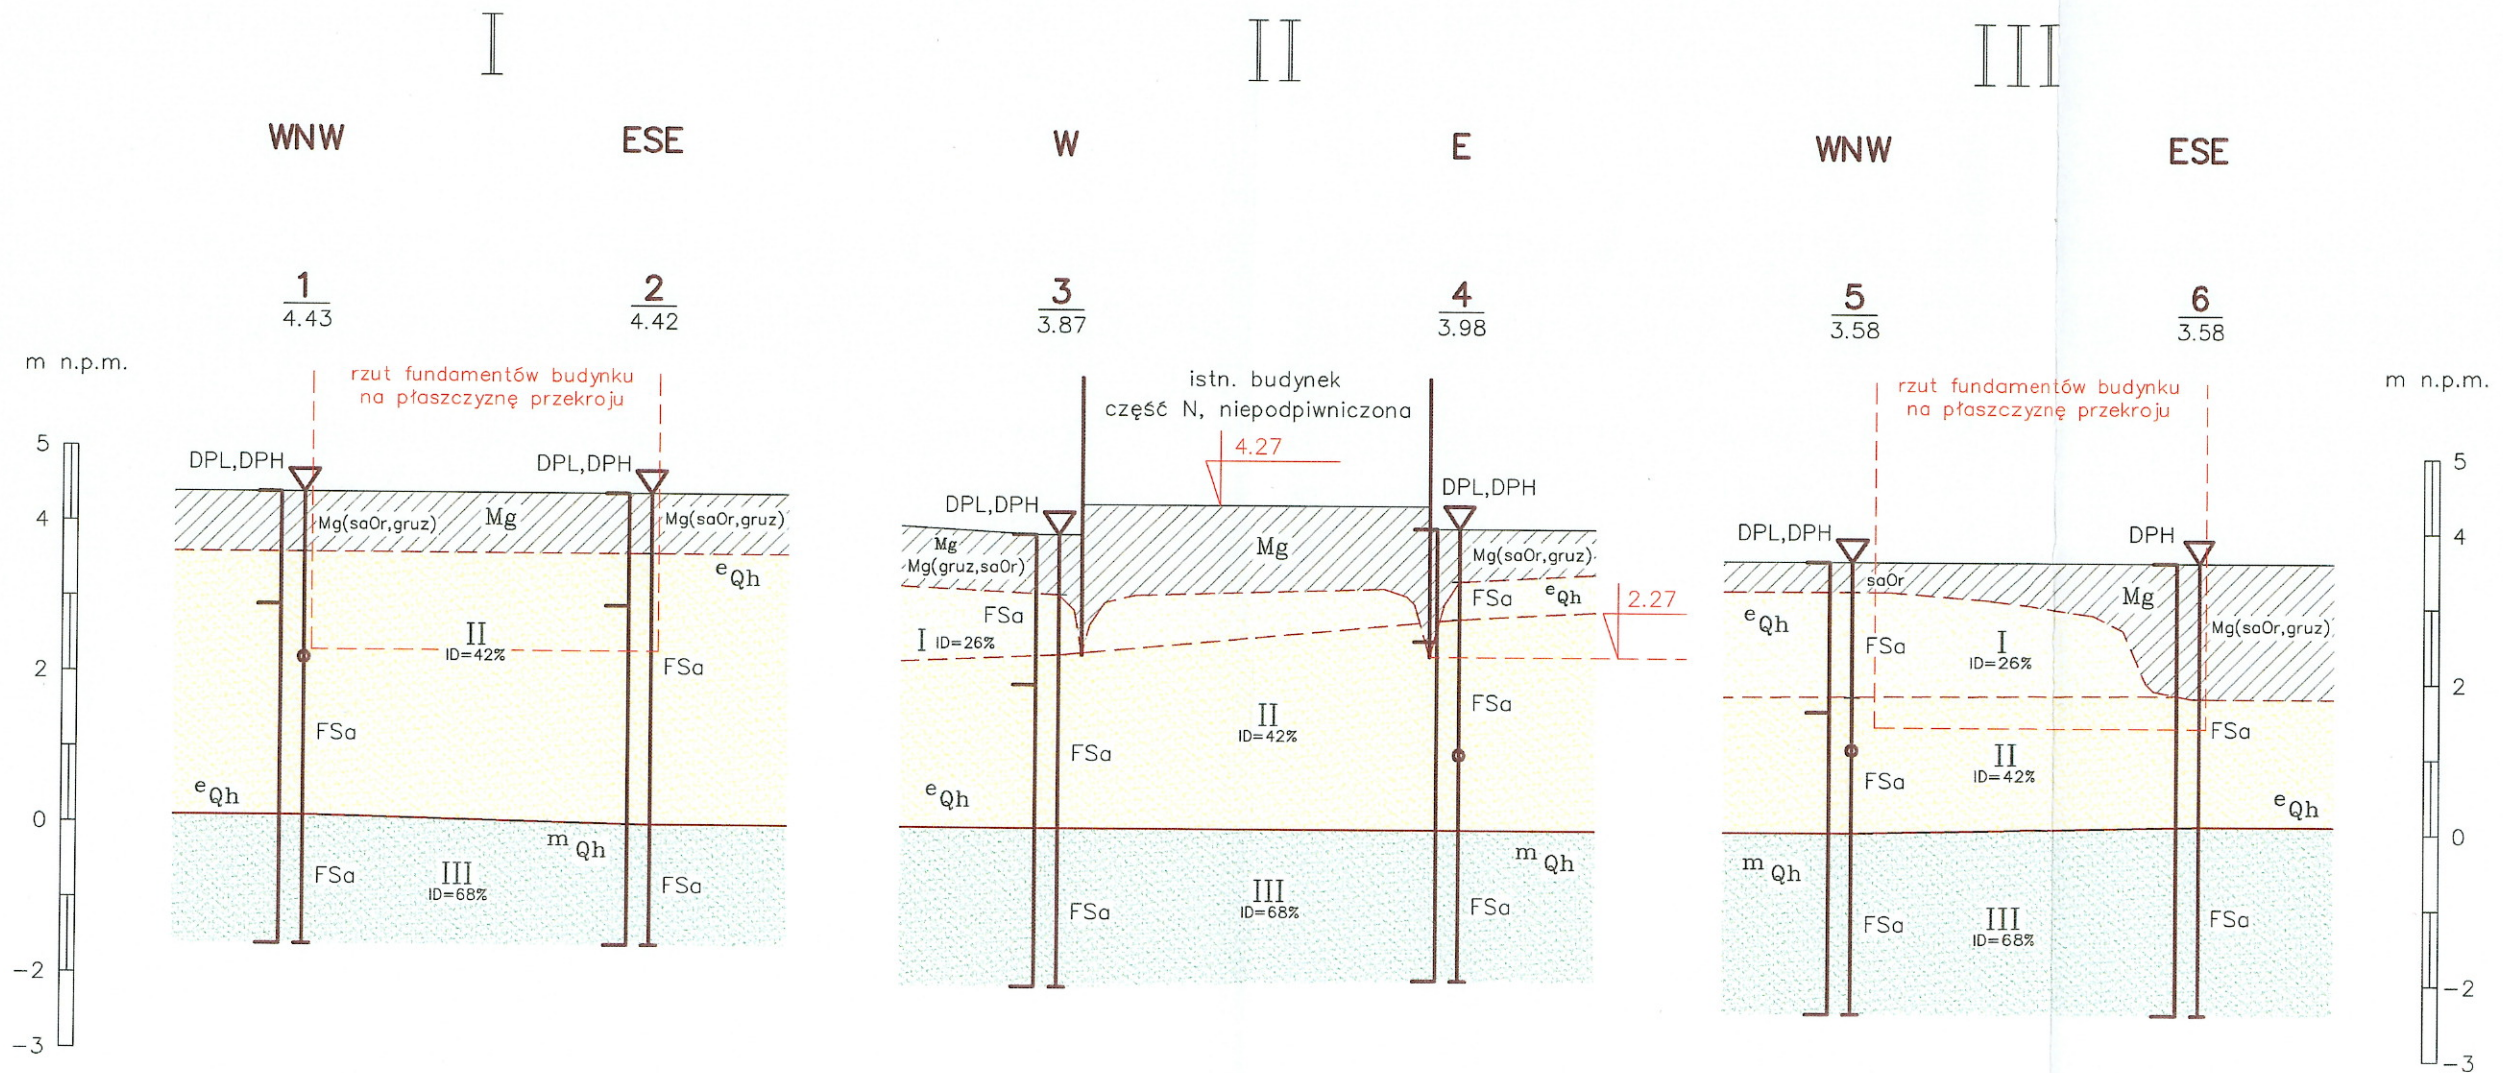 I
II
III
WNW
ESE
W
E
WNW
ESE
1
4.43
2
4.42
3
3.87
4
3.98
5
3.58
6
3.58
m n.p.m.
5
4
2
0
-2
-3
rzut fundamentów budynku
na płaszczyznę przekroju
DPL,DPH
DPL,DPH
Mg(saOr,gruz)
Mg
Mg(saOr,gruz)
eQh
II
ID=42%
FSa
FSa
eQh
mQh
FSa
III
ID=68%
FSa
istn. budynek
część N, niepodpiwniczona
4.27
DPL,DPH
DPL,DPH
Mg
Mg(gruz,saOr)
Mg
Mg(saOr,gruz)
FSa
FSa
eQh
2.27
I ID=26%
FSa
II
ID=42%
FSa
eQh
mQh
III
ID=68%
FSa
FSa
rzut fundamentów budynku
na płaszczyznę przekroju
DPL,DPH
DPH
saOr
Mg
eQh
Mg(saOr,gruz)
FSa
I
ID=26%
FSa
II
ID=42%
FSa
eQh
mQh
FSa
III
ID=68%
FSa
m n.p.m.
5
4
2
0
-2
-3